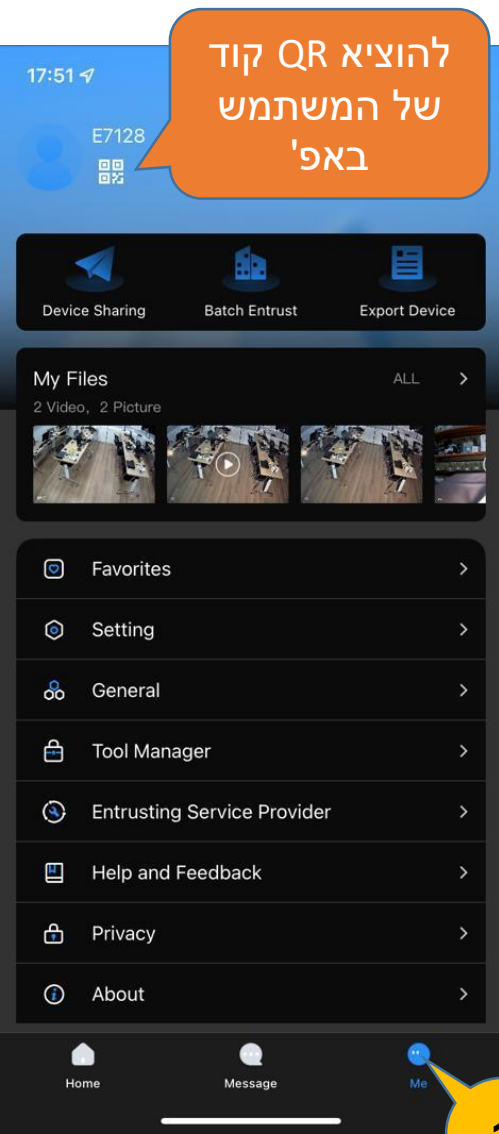 להוציא QR קוד
של המשתמש
באפ'
17:51
E7128
Device Sharing
Batch Entrust
Export Device
My Files
ALL
2 Video, 2 Picture
Favorites
Setting
General
Tool Manager
Entrusting Service Provider
Help and Feedback
Privacy
About
Home
Message
Me